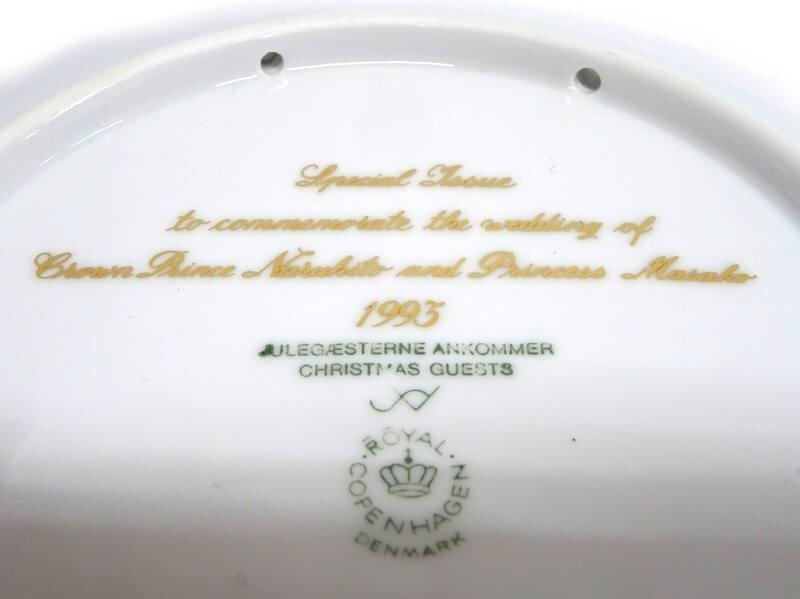 Special Issue
to commemorate the wedding of
Crown Prince Naruhito and Princess Masako
1993
JULEGÆSTERNE ANKOMMER
CHRISTMAS GUESTS
ROYAL
COPENHAGEN
DENMARK